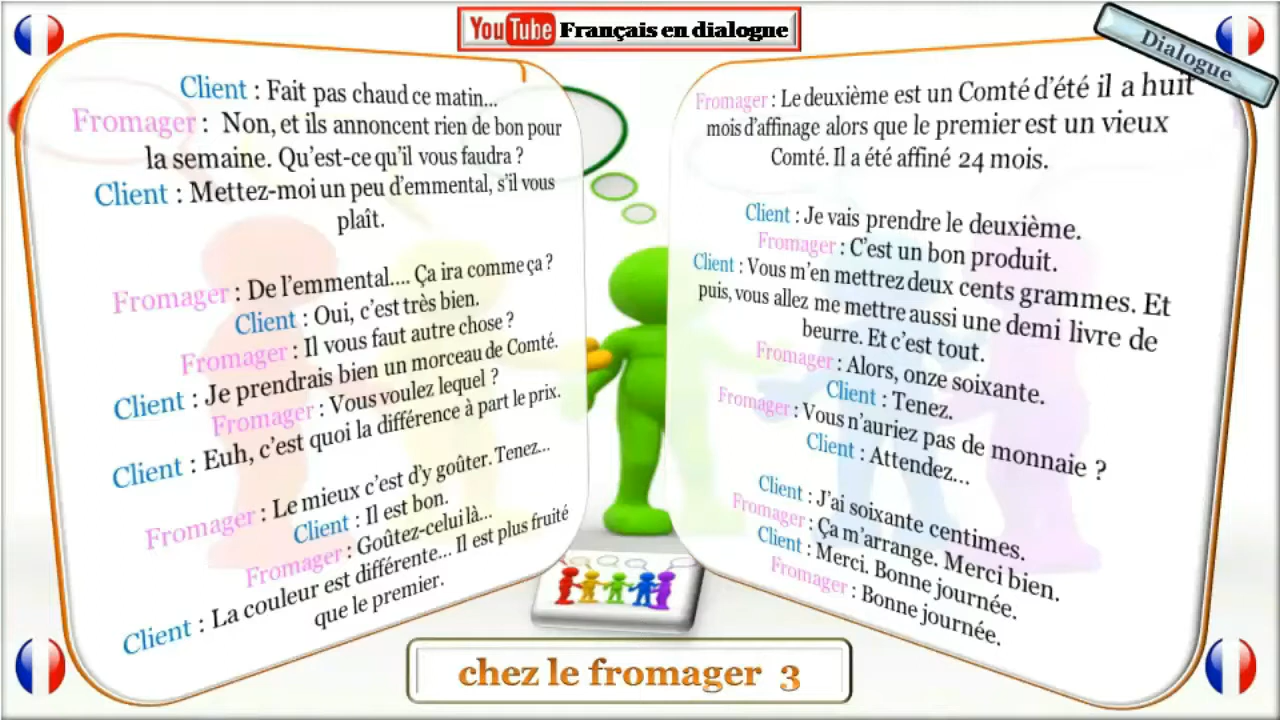 YouTube Français en dialogue
Dialogue
Client : Fait pas chaud ce matin...
Fromager : Non, et ils annoncent rien de bon pour
la semaine. Qu'est-ce qu'il vous faudra ?
Client : Mettez-moi un peu d'emmental, s'il vous
plaît.
Fromager : De l'emmental.... Ça ira comme ça ?
Client : Oui, c'est très bien.
Fromager : Il vous faut autre chose ?
Client : Je prendrais bien un morceau de Comté.
Fromager : Vous voulez lequel ?
Client : Euh, c'est quoi la différence à part le prix.
Fromager : Le mieux c'est d'y goûter. Tenez...
Client : Il est bon.
Fromager : Goûtez-celui là...
Client : La couleur est différente... Il est plus fruité
que le premier.
Fromager : Le deuxième est un Comté d'été il a huit
mois d'affinage alors que le premier est un vieux
Comté. Il a été affiné 24 mois.
Client : Je vais prendre le deuxième.
Fromager : C'est un bon produit.
Client : Vous m'en mettrez deux cents grammes. Et
puis, vous allez me mettre aussi une demi livre de
beurre. Et c'est tout.
Fromager : Alors, onze soixante.
Client : Tenez.
Fromager : Vous n'auriez pas de monnaie ?
Client : Attendez...
Client : J'ai soixante centimes.
Fromager : Ça m'arrange. Merci bien.
Client : Merci. Bonne journée.
Fromager : Bonne journée.
chez le fromager 3